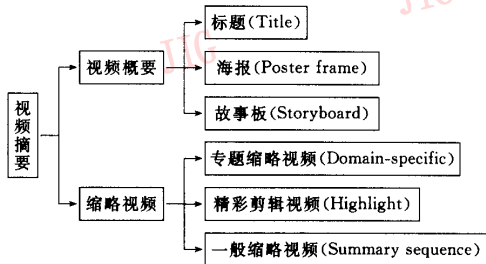 标题(Title)
视频概要
海报(Poster frame)
故事板(Storyboard)
视频摘要
专题缩略视频(Domain-specific)
缩略视频
精彩剪辑视频(Highlight)
一般缩略视频(Summary sequence)
JIG